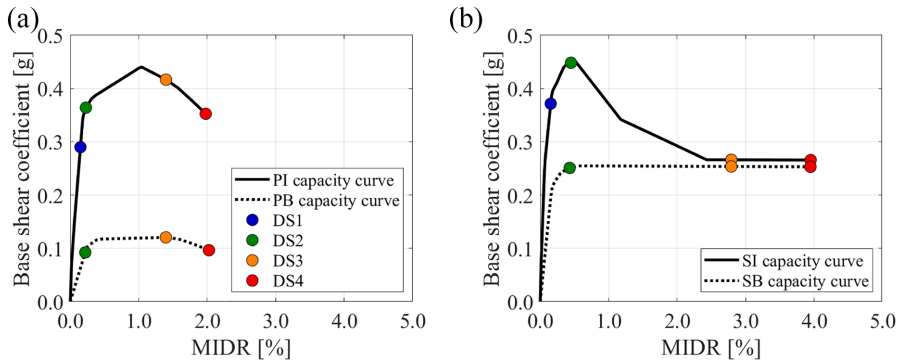 (a)
Base shear coefficient [g]
0.5
0.4
0.3
0.2
0.1
0.0
PI capacity curve
PB capacity curve
DS1
DS2
DS3
DS4
0.0 1.0 2.0 3.0 4.0 5.0
MIDR [%]
(b)
Base shear coefficient [g]
0.5
0.4
0.3
0.2
0.1
0.0
SI capacity curve
SB capacity curve
0.0 1.0 2.0 3.0 4.0 5.0
MIDR [%]